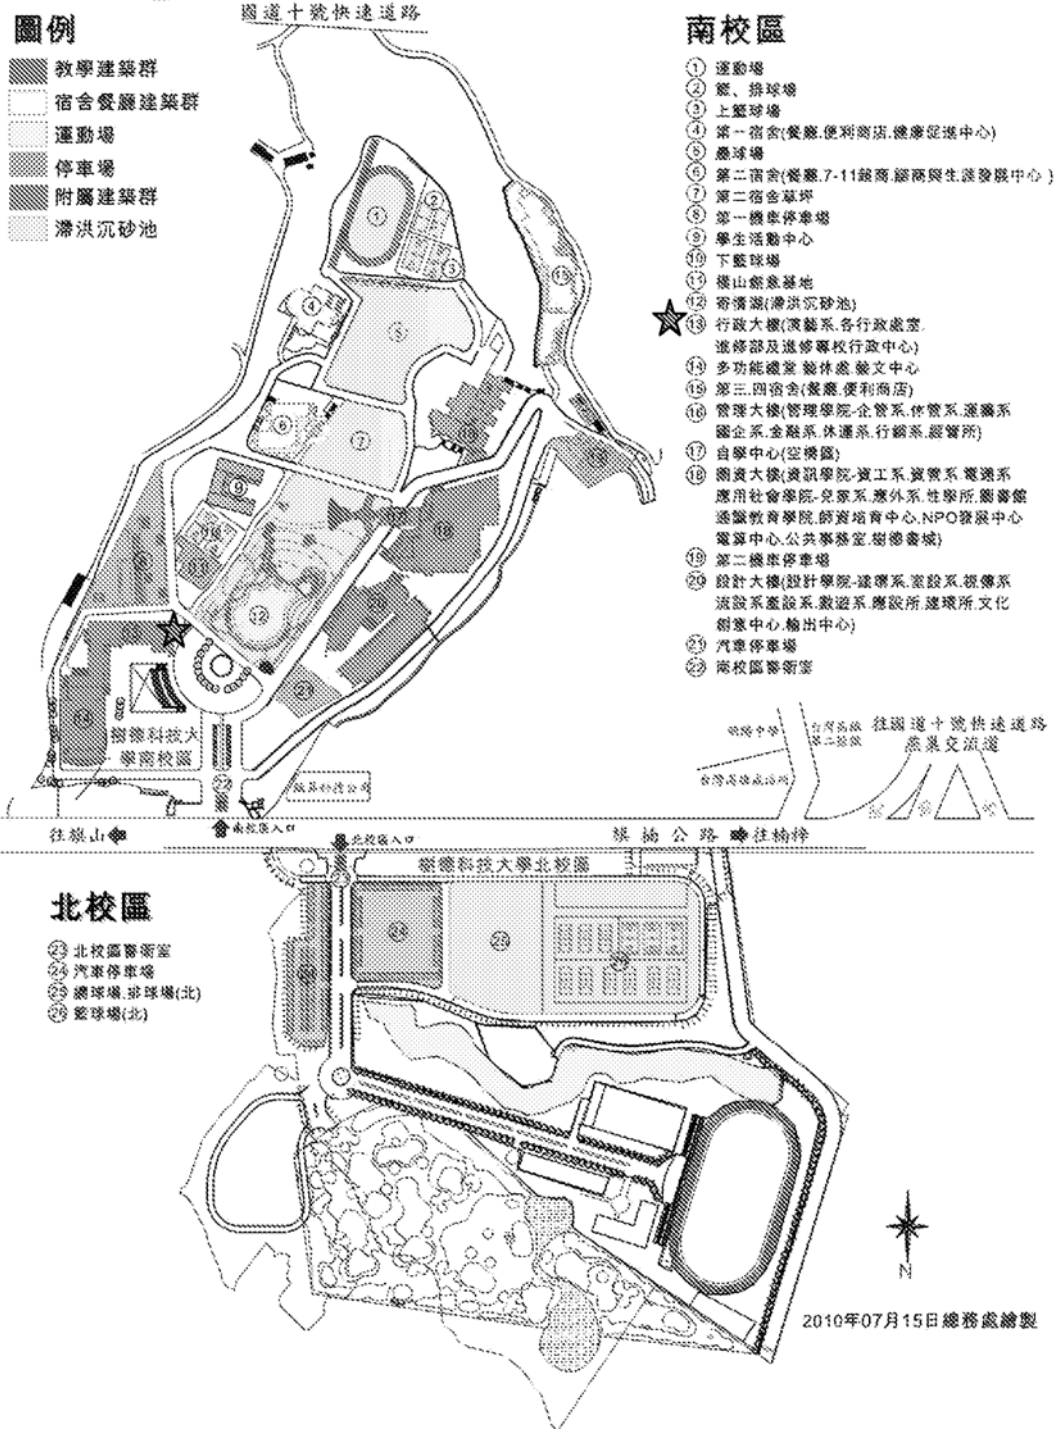 國道十號快速道路
圖例
教學建築群
宿舍餐廳建築群
運動場
停車場
附屬建築群
滯洪沉砂池
南校區
① 運動場
② 籃、排球場
③ 上籃球場
④ 第一宿舍(餐廳.便利商店.健康促進中心)
⑤ 壘球場
⑥ 第二宿舍(餐廳.7-11超商.諮商與生涯發展中心)
⑦ 第二宿舍草坪
⑧ 第一機車停車場
⑨ 學生活動中心
⑩ 下籃球場
⑪ 橫山創意基地
⑫ 寄情湖(滯洪沉砂池)
⑬ 行政大樓(演藝系.各行政處室.
進修部及進修專校行政中心)
⑭ 多功能禮堂.藝休處.藝文中心
⑮ 第三.四宿舍(餐廳.便利商店)
⑯ 管理大樓(管理學院-企管系.休管系.運籌系
國企系.金融系.休運系.行銷系.經管所)
⑰ 自學中心(空橋區)
⑱ 圖資大樓(資訊學院-資工系.資管系.電通系
應用社會學院-兒家系.應外系.性學所.圖書館
通識教育學院.師資培育中心.NPO發展中心
電算中心.公共事務室.樹德書城)
⑲ 第二機車停車場
⑳ 設計大樓(設計學院-建環系.室設系.視傳系
流設系.產設系.數遊系.應設所.建環所.文化
創意中心.輸出中心)
㉑ 汽車停車場
㉒ 南校區警衛室
樹德科技大
學南校區
往國道十號快速道路
燕巢交流道
往旗山
南校區入口
北校區入口
旗楠公路
往楠梓
樹德科技大學北校區
北校區
㉓ 北校區警衛室
㉔ 汽車停車場
㉕ 網球場.排球場(北)
㉖ 籃球場(北)
N
2010年07月15日總務處繪製